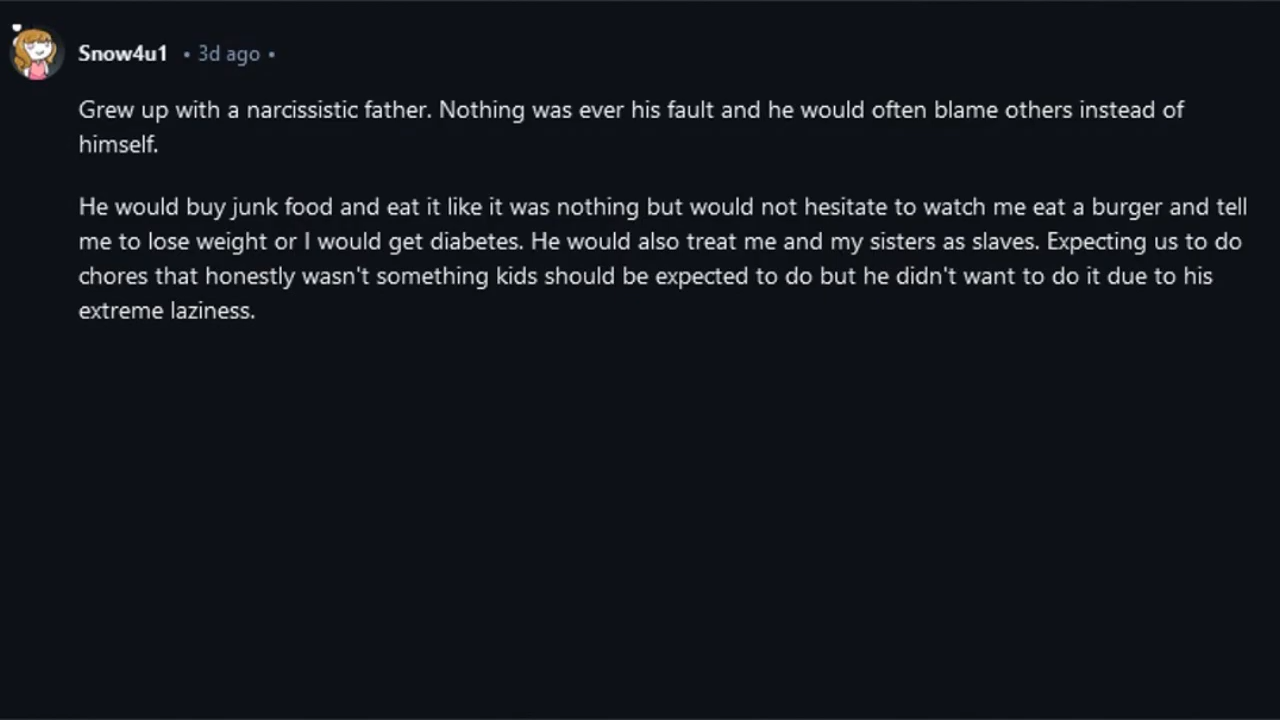 Snow4u1 • 3d ago •
Grew up with a narcissistic father. Nothing was ever his fault and he would often blame others instead of
himself.
He would buy junk food and eat it like it was nothing but would not hesitate to watch me eat a burger and tell
me to lose weight or I would get diabetes. He would also treat me and my sisters as slaves. Expecting us to do
chores that honestly wasn't something kids should be expected to do but he didn't want to do it due to his
extreme laziness.